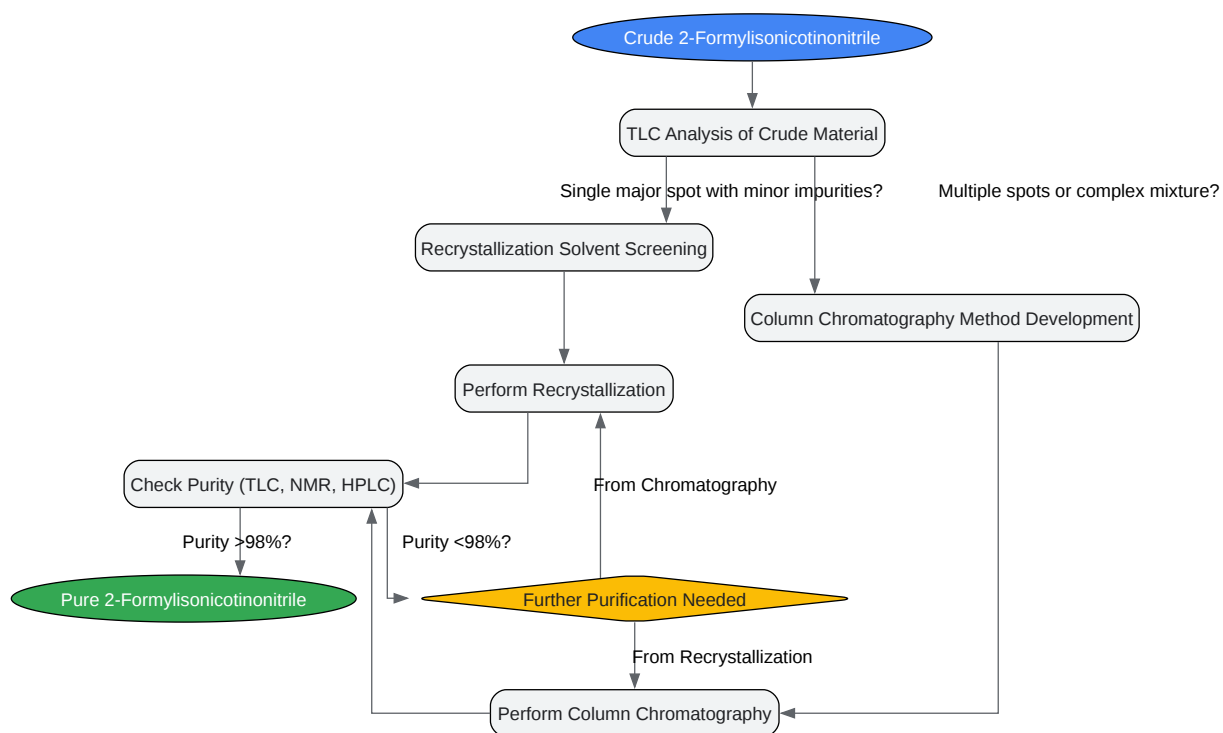 Crude 2-Formylisonicotinonitrile
TLC Analysis of Crude Material
Single major spot with minor impurities?
Multiple spots or complex mixture?
Recrystallization Solvent Screening
Column Chromatography Method Development
Perform Recrystallization
Check Purity (TLC, NMR, HPLC)
From Chromatography
Purity >98%?
Purity <98%?
Pure 2-Formylisonicotinonitrile
Further Purification Needed
From Recrystallization
Perform Column Chromatography